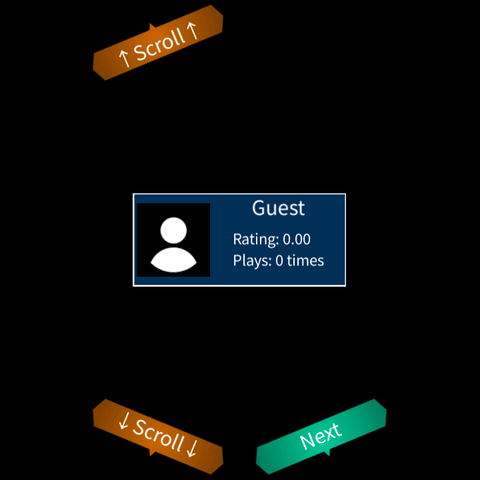 ↑ Scroll ↑
Guest
Rating: 0.00
Plays: 0 times
↓ Scroll ↓
Next